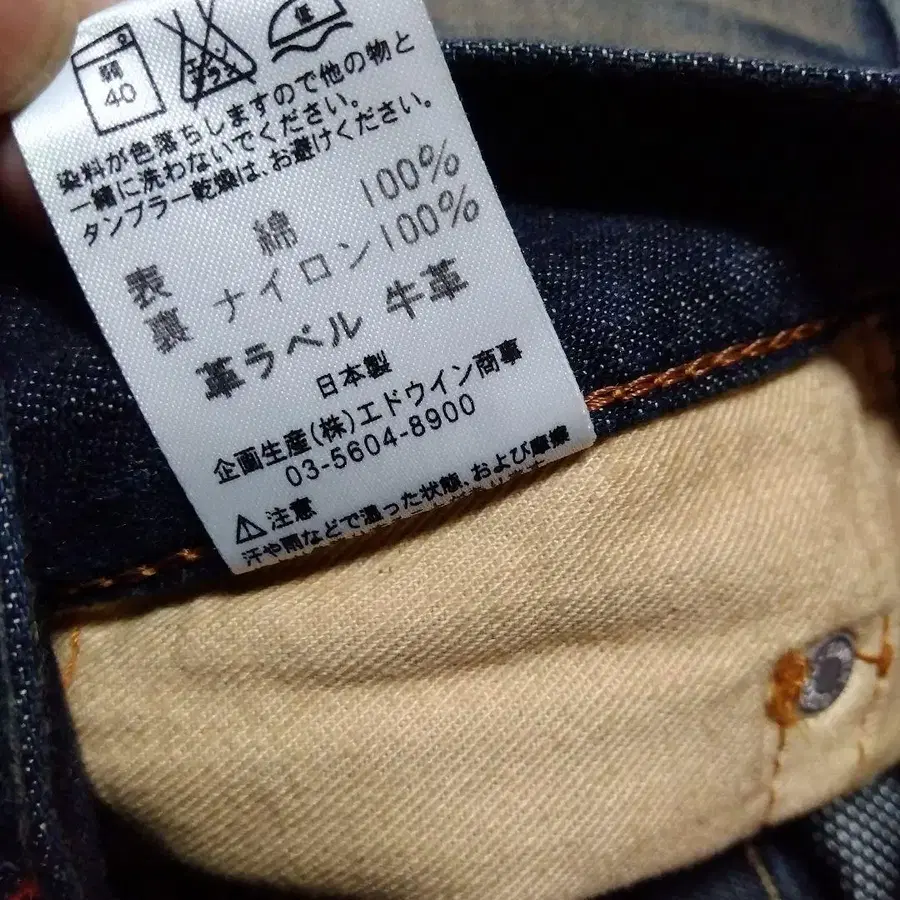 弱
40
低
染料が色落ちしますので他の物と
一緒に洗わないでください。
タンブラー乾燥は、お避けください。
表 綿 100%
裏 ナイロン100%
革ラベル 牛革
日本製
企画生産(株)エドウイン商事
03-5604-8900
⚠注意
汗や雨などで湿った状態、および摩擦